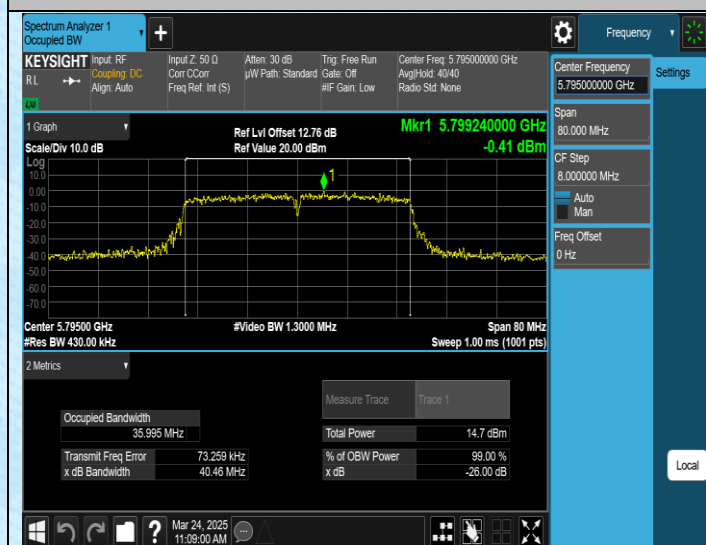 Spectrum Analyzer 1
Occupied BW
Frequency
KEYSIGHT
RL
LXI
Input: RF
Coupling: DC
Align: Auto
Input Z: 50 Ω
Corr CCorr
Freq Ref: Int (S)
Atten: 30 dB
µW Path: Standard
Trig: Free Run
Gate: Off
#IF Gain: Low
Center Freq: 5.795000000 GHz
Avg|Hold: 40/40
Radio Std: None
Center Frequency
5.795000000 GHz
Settings
Span
80.000 MHz
CF Step
8.000000 MHz
Auto
Man
Freq Offset
0 Hz
1 Graph
Scale/Div 10.0 dB
Ref Lvl Offset 12.76 dB
Ref Value 20.00 dBm
Mkr1 5.799240000 GHz
-0.41 dBm
Log
10.0
0.00
-10.0
-20.0
-30.0
-40.0
-50.0
-60.0
-70.0
1
Center 5.79500 GHz
#Video BW 1.3000 MHz
Span 80 MHz
#Res BW 430.00 kHz
Sweep 1.00 ms (1001 pts)
2 Metrics
Measure Trace
Trace 1
Occupied Bandwidth
35.995 MHz
Total Power
14.7 dBm
Transmit Freq Error
73.259 kHz
% of OBW Power
99.00 %
x dB Bandwidth
40.46 MHz
x dB
-26.00 dB
Local
Mar 24, 2025
11:09:00 AM